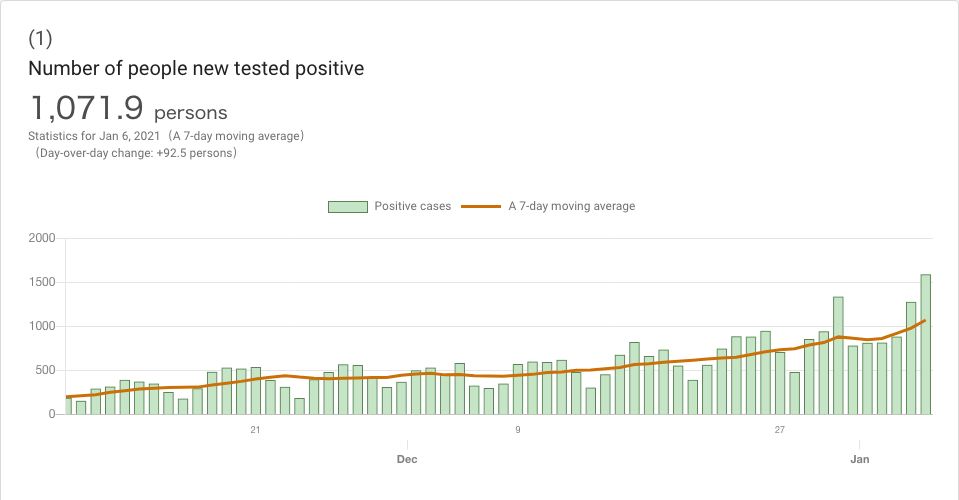 (1)
Number of people new tested positive
1,071.9 persons
Statistics for Jan 6, 2021 (A 7-day moving average)
(Day-over-day change: +92.5 persons)
Positive cases A 7-day moving average
2000
1500
1000
500
0
21 9 27
Dec Jan